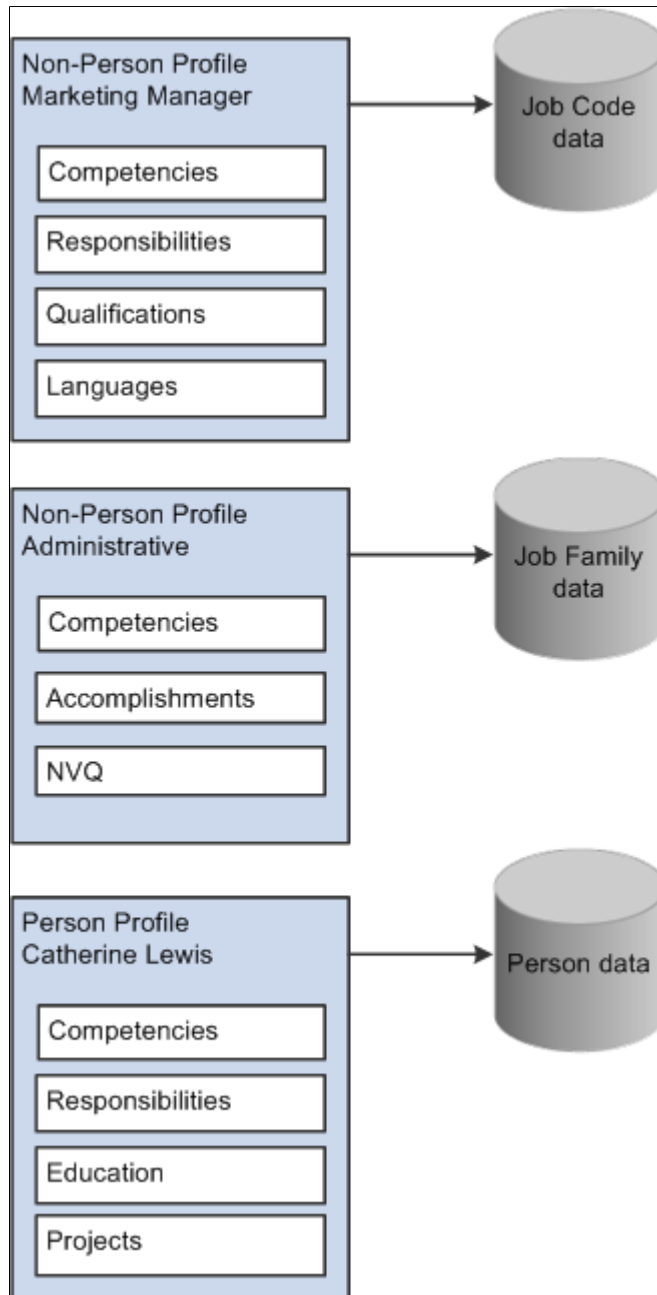 Non-Person Profile
Marketing Manager
Job Code
data
Competencies
Responsibilities
Qualifications
Languages
Non-Person Profile
Administrative
Job Family
data
Competencies
Accomplishments
NVQ
Person Profile
Catherine Lewis
Person data
Competencies
Responsibilities
Education
Projects